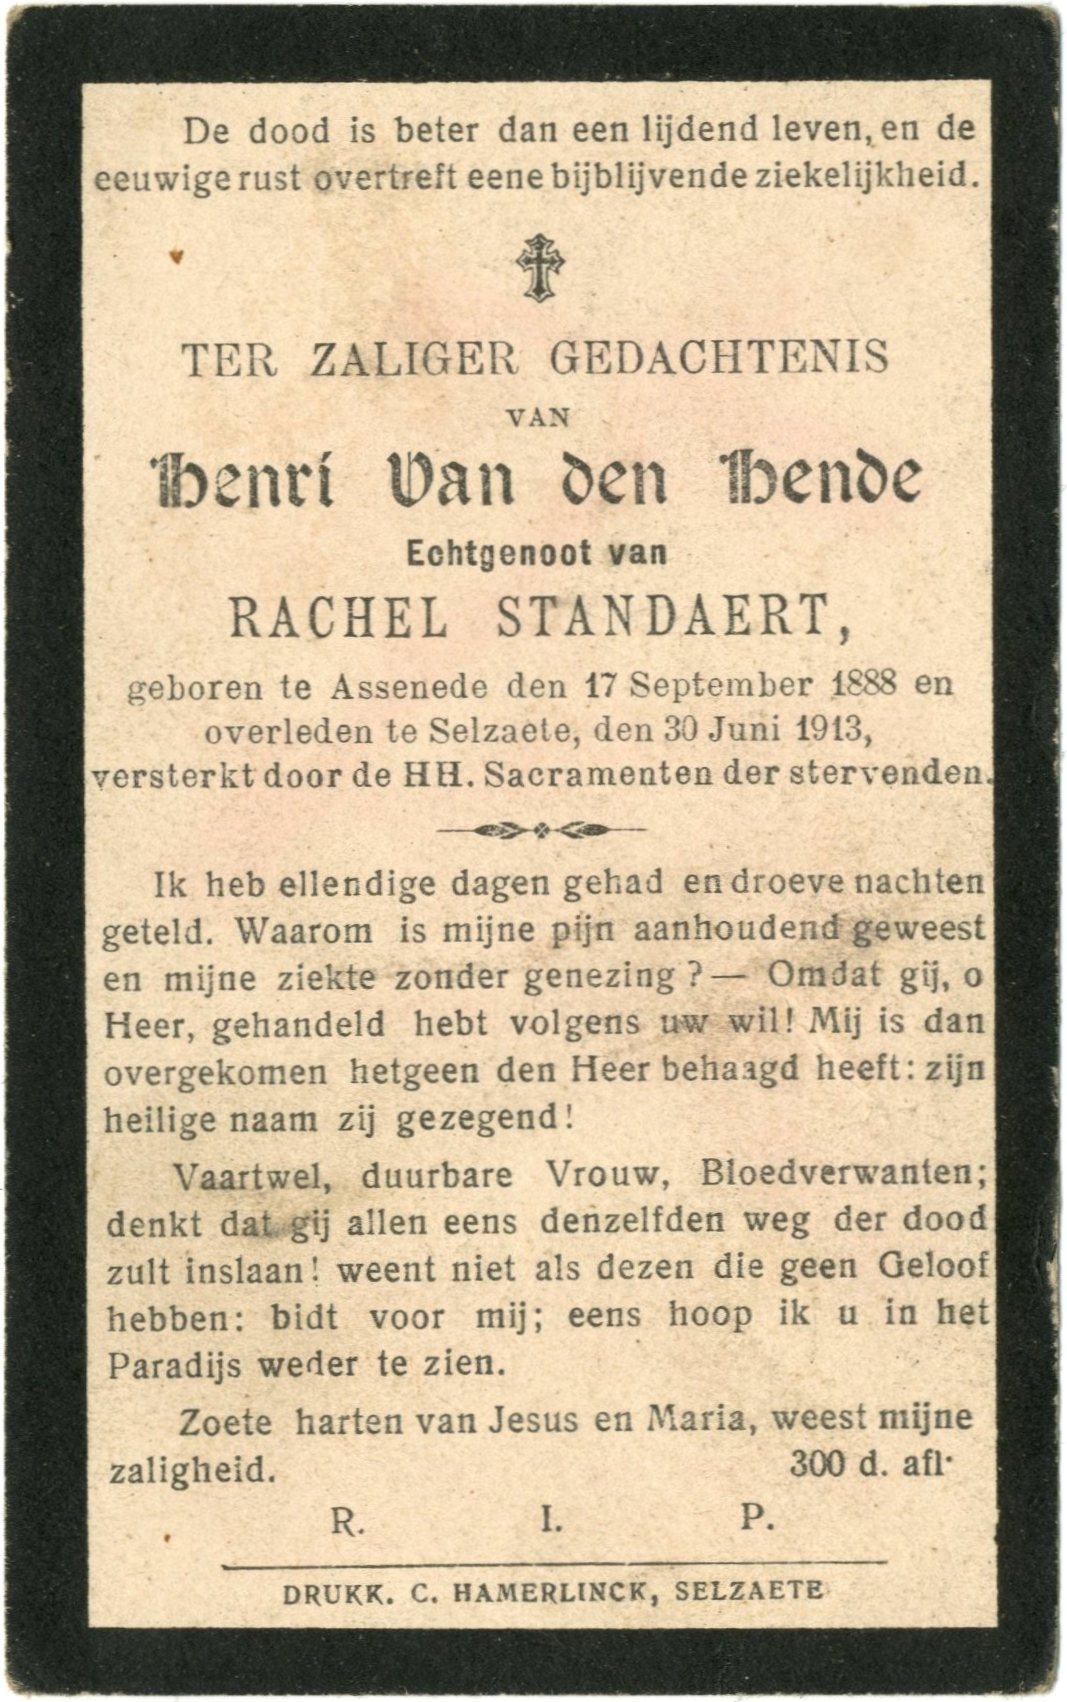 De dood is beter dan een lijdend leven, en de
eeuwige rust overtreft eene bijblijvende ziekelijkheid.
TER ZALIGER GEDACHTENIS
VAN
Henri Van den Hende
Echtgenoot van
RACHEL STANDAERT,
geboren te Assenede den 17 September 1888 en
overleden te Selzaete, den 30 Juni 1913,
versterkt door de HH. Sacramenten der stervenden.
Ik heb ellendige dagen gehad en droeve nachten
geteld. Waarom is mijne pijn aanhoudend geweest
en mijne ziekte zonder genezing? — Omdat gij, o
Heer, gehandeld hebt volgens uw wil! Mij is dan
overgekomen hetgeen den Heer behaagd heeft: zijn
heilige naam zij gezegend!
Vaartwel, duurbare Vrouw, Bloedverwanten;
denkt dat gij allen eens denzelfden weg der dood
zult inslaan! weent niet als dezen die geen Geloof
hebben: bidt voor mij; eens hoop ik u in het
Paradijs weder te zien.
Zoete harten van Jesus en Maria, weest mijne
zaligheid. 300 d. afl.
R. I. P.
DRUKK. C. HAMERLINCK, SELZAETE